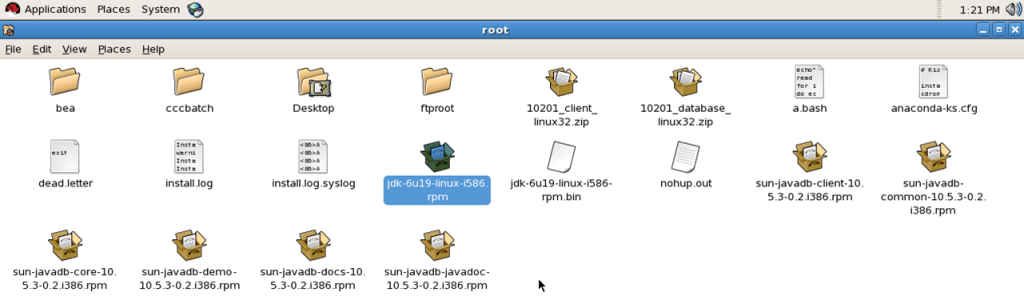 Applications Places System 1:21 PM
root
File Edit View Places Help
bea
cccbatch
Desktop
ftproot
10201_client_
linux32.zip
10201_database_
linux32.zip
echo"
read
for i
do ec
a.bash
# Kic
insta
cdrom
anaconda-ks.cfg
exit
dead.letter
Insta
warni
Insta
Insta
install.log
<86>A
<86>A
<86>A
<86>A
install.log.syslog
jdk-6u19-linux-i586.
rpm
jdk-6u19-linux-i586-
rpm.bin
nohup.out
sun-javadb-client-10.
5.3-0.2.i386.rpm
sun-javadb-
common-10.5.3-0.2.
i386.rpm
sun-javadb-core-10.
5.3-0.2.i386.rpm
sun-javadb-demo-
10.5.3-0.2.i386.rpm
sun-javadb-docs-10.
5.3-0.2.i386.rpm
sun-javadb-javadoc-
10.5.3-0.2.i386.rpm